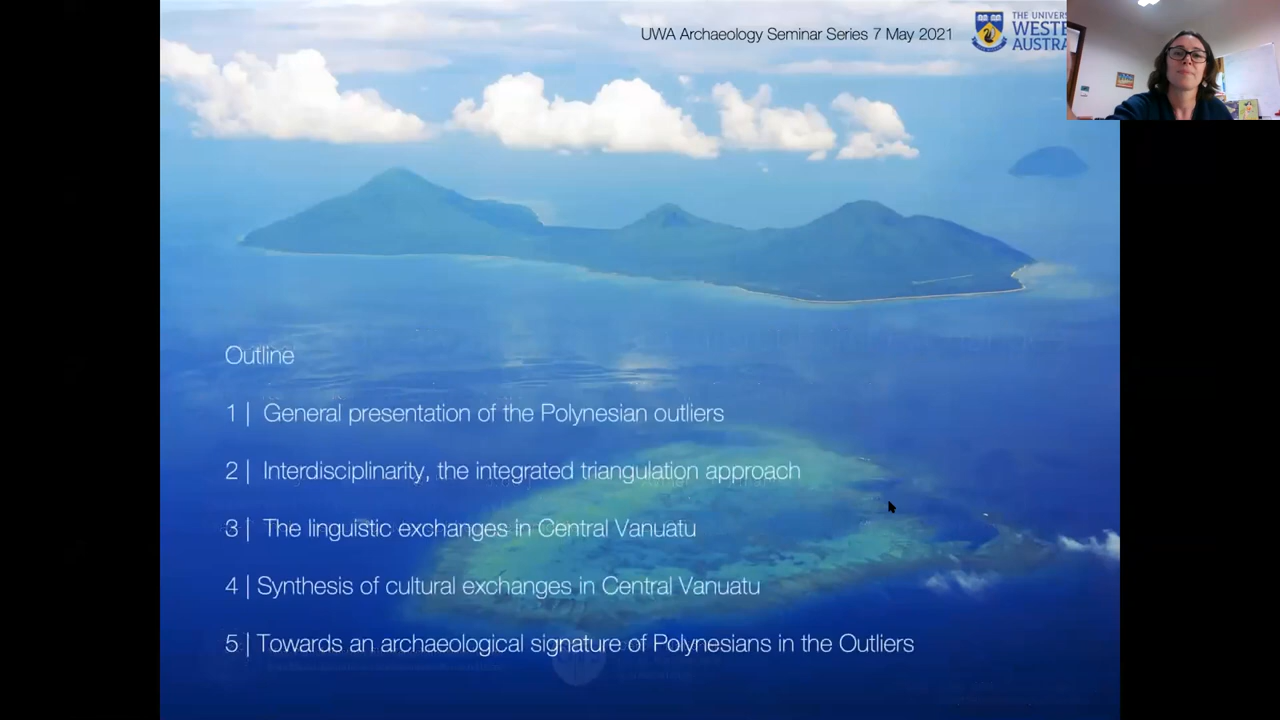 UWA Archaeology Seminar Series 7 May 2021
THE UNIVERS
WESTE
AUSTRA
Outline
1 | General presentation of the Polynesian outliers
2 | Interdisciplinarity, the integrated triangulation approach
3 | The linguistic exchanges in Central Vanuatu
4 | Synthesis of cultural exchanges in Central Vanuatu
5 | Towards an archaeological signature of Polynesians in the Outliers